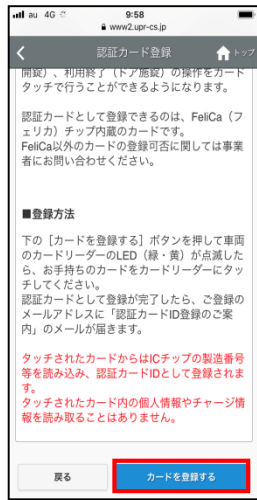 au 4G 9:58
www2.upr-cs.jp
認証カード登録 トップ
開錠）、利用終了（ドア施錠）の操作をカード
タッチで行うことができるようになります。
認証カードとして登録できるのは、FeliCa（フ
ェリカ）チップ内蔵のカードです。
FeliCa以外のカードの登録可否に関しては事業
者にお問い合わせください。
■登録方法
下の［カードを登録する］ボタンを押して車両
のカードリーダーのLED（緑・黄）が点滅した
ら、お手持ちのカードをカードリーダーにタッ
チしてください。
認証カードとして登録が完了したら、ご登録の
メールアドレスに「認証カードID登録のご案
内」のメールが届きます。
タッチされたカードからはICチップの製造番号
等を読み込み、認証カードIDとして登録されま
す。
タッチされたカード内の個人情報やチャージ情
報を読み取ることはありません。
戻る カードを登録する